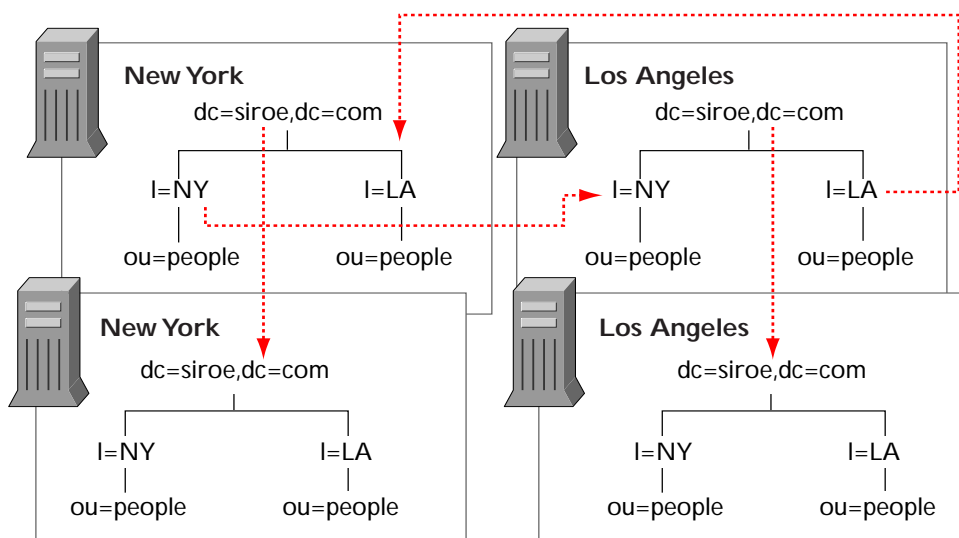 New York
dc=siroe,dc=com
l=NY
l=LA
ou=people
ou=people
Los Angeles
dc=siroe,dc=com
l=NY
l=LA
ou=people
ou=people
New York
dc=siroe,dc=com
l=NY
l=LA
ou=people
ou=people
Los Angeles
dc=siroe,dc=com
l=NY
l=LA
ou=people
ou=people